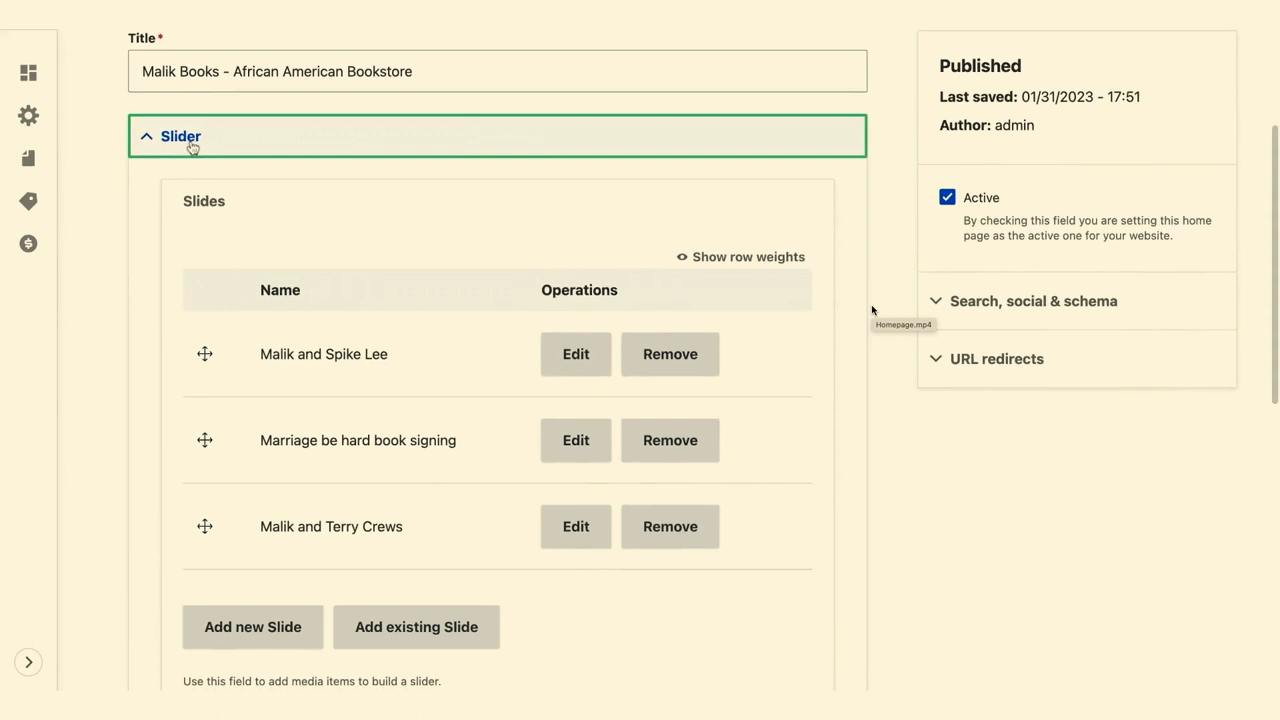 Title*
Malik Books - African American Bookstore
Slider
Slides
Show row weights
Name Operations
Malik and Spike Lee Edit Remove
Marriage be hard book signing Edit Remove
Malik and Terry Crews Edit Remove
Add new Slide Add existing Slide
Use this field to add media items to build a slider.
Homepage.mp4
Published
Last saved: 01/31/2023 - 17:51
Author: admin
Active
By checking this field you are setting this home
page as the active one for your website.
Search, social & schema
URL redirects